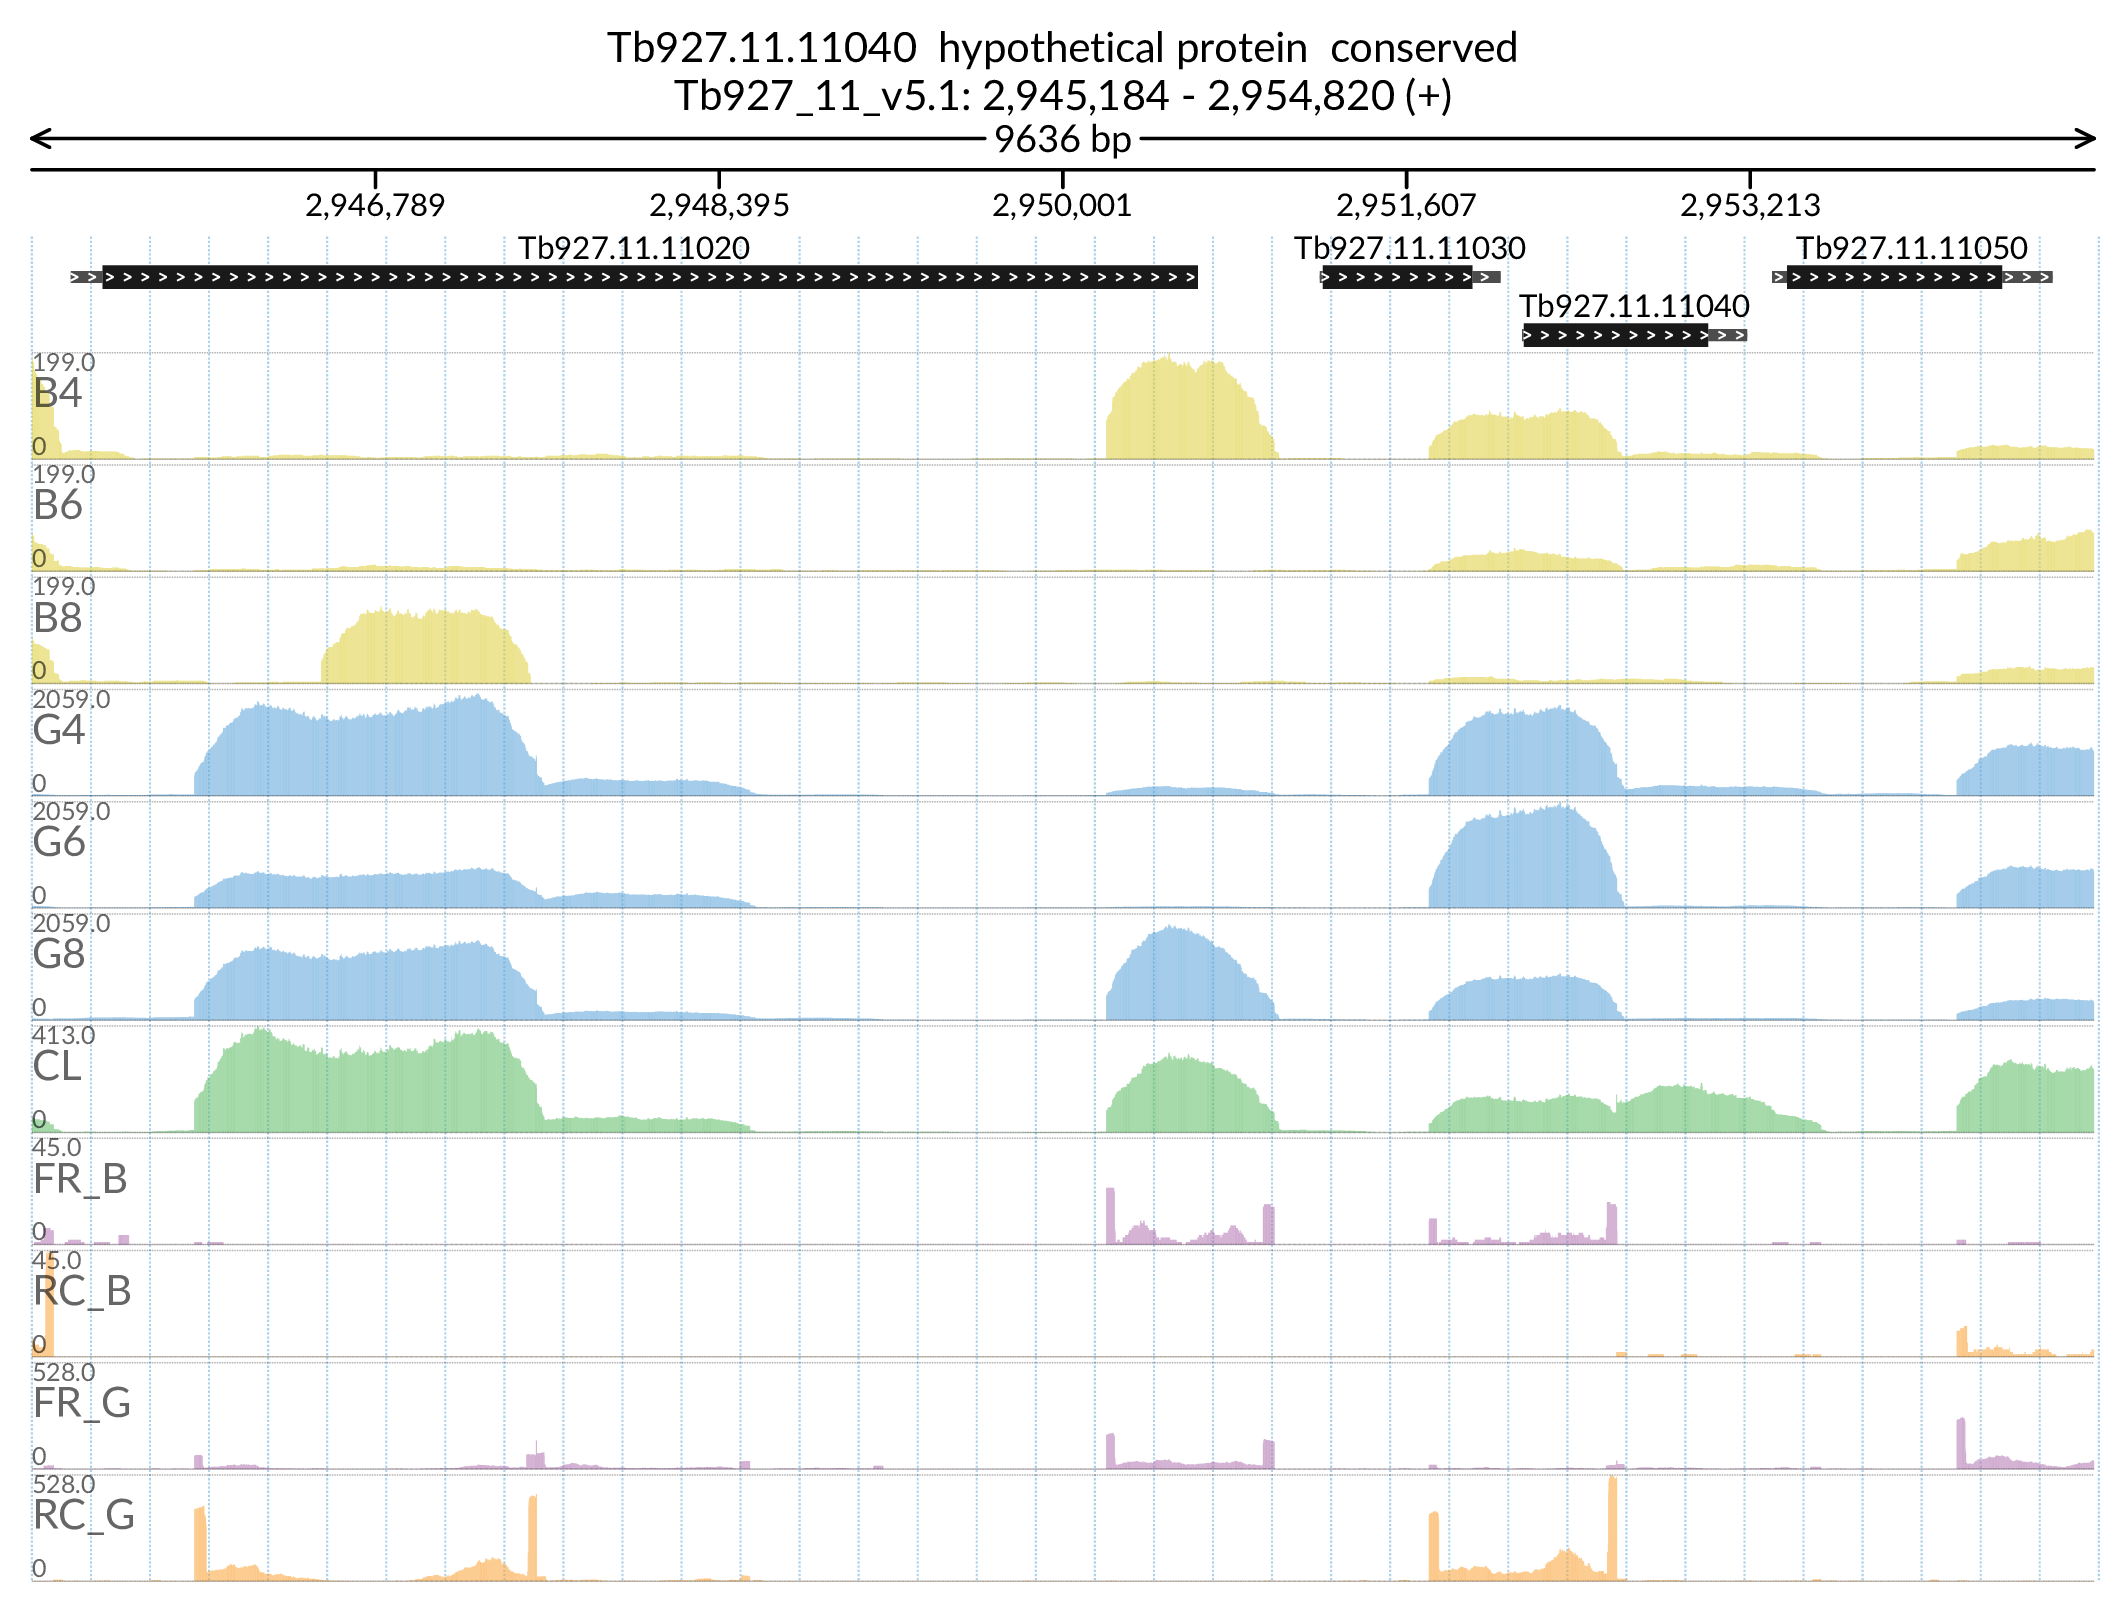 Tb927.11.11040 hypothetical protein conserved
Tb927_11_v5.1: 2,945,184 - 2,954,820 (+)
9636 bp
2,946,789 2,948,395 2,950,001 2,951,607 2,953,213
Tb927.11.11020 Tb927.11.11030 Tb927.11.11050
Tb927.11.11040
199.0
B4
0
199.0
B6
0
199.0
B8
0
2059.0
G4
0
2059.0
G6
0
2059.0
G8
0
413.0
CL
0
45.0
FR_B
0
45.0
RC_B
0
528.0
FR_G
0
528.0
RC_G
0